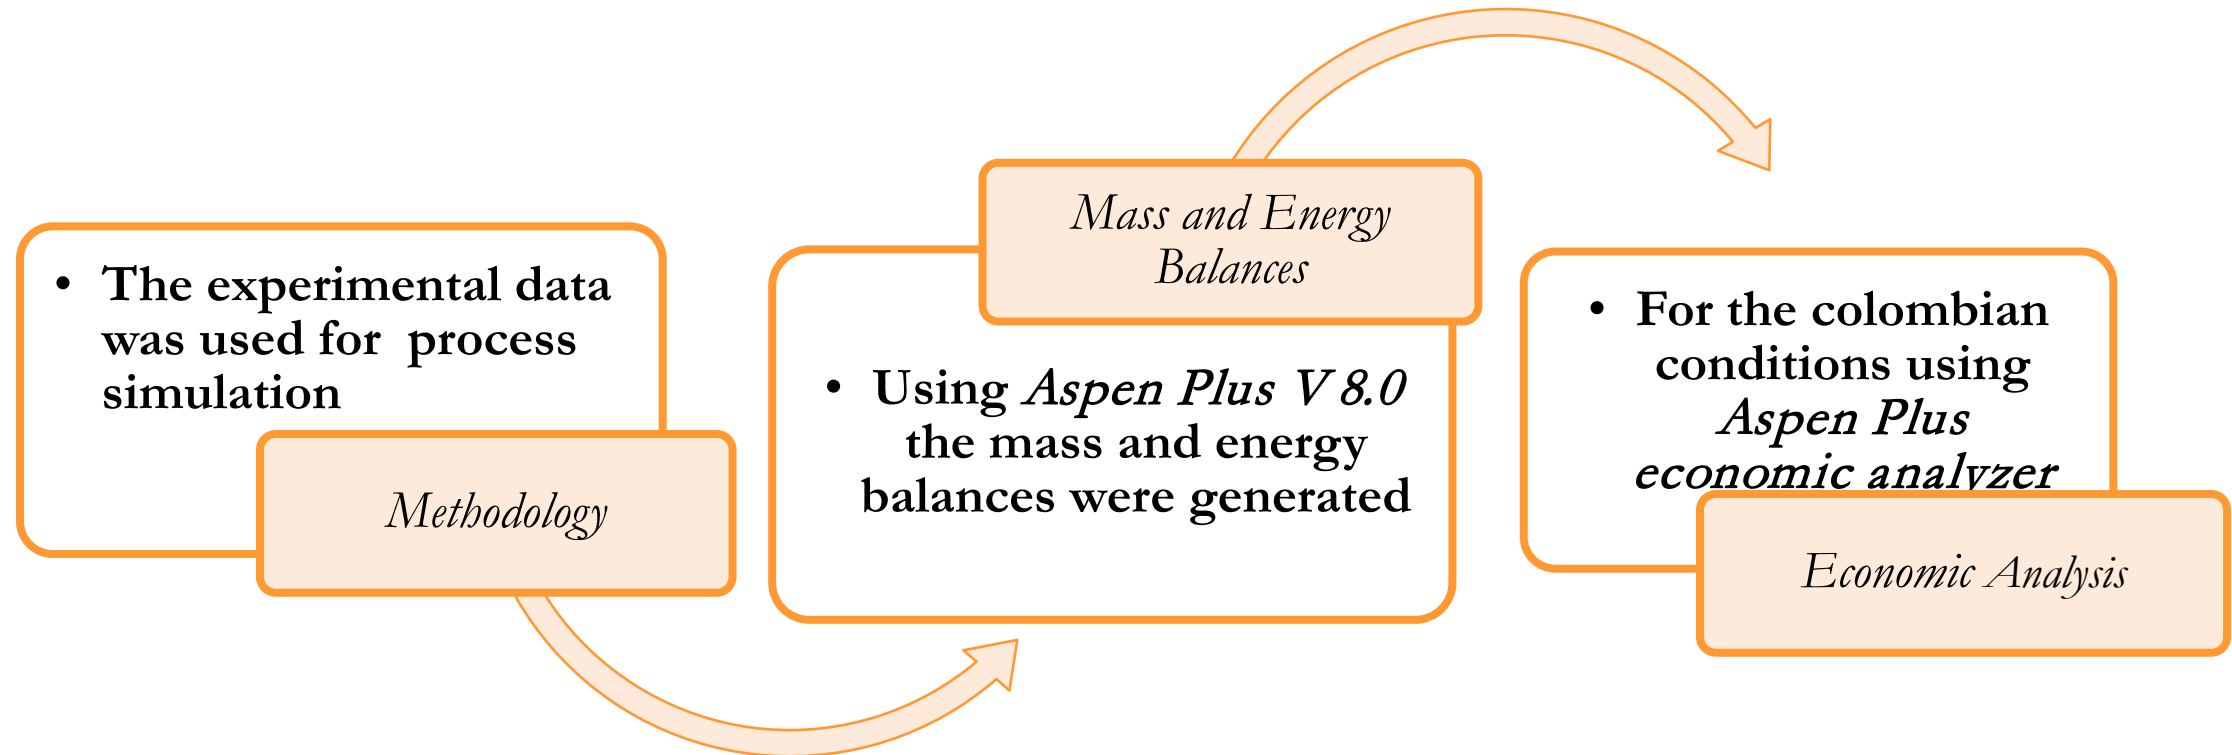 • The experimental data
was used for process
simulation
Methodology
Mass and Energy
Balances
• Using Aspen Plus V 8.0
the mass and energy
balances were generated
• For the colombian
conditions using
Aspen Plus
economic analyzer
Economic Analysis